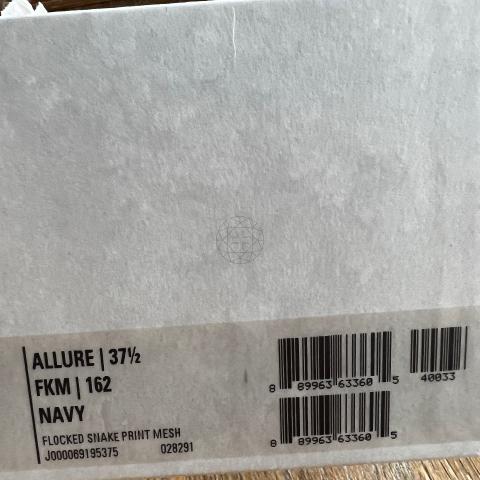 ALLURE | 37½
FKM | 162
NAVY
FLOCKED SNAKE PRINT MESH
J000069195375 028291
8 89963 63360 5
40033
8 89963 63360 5